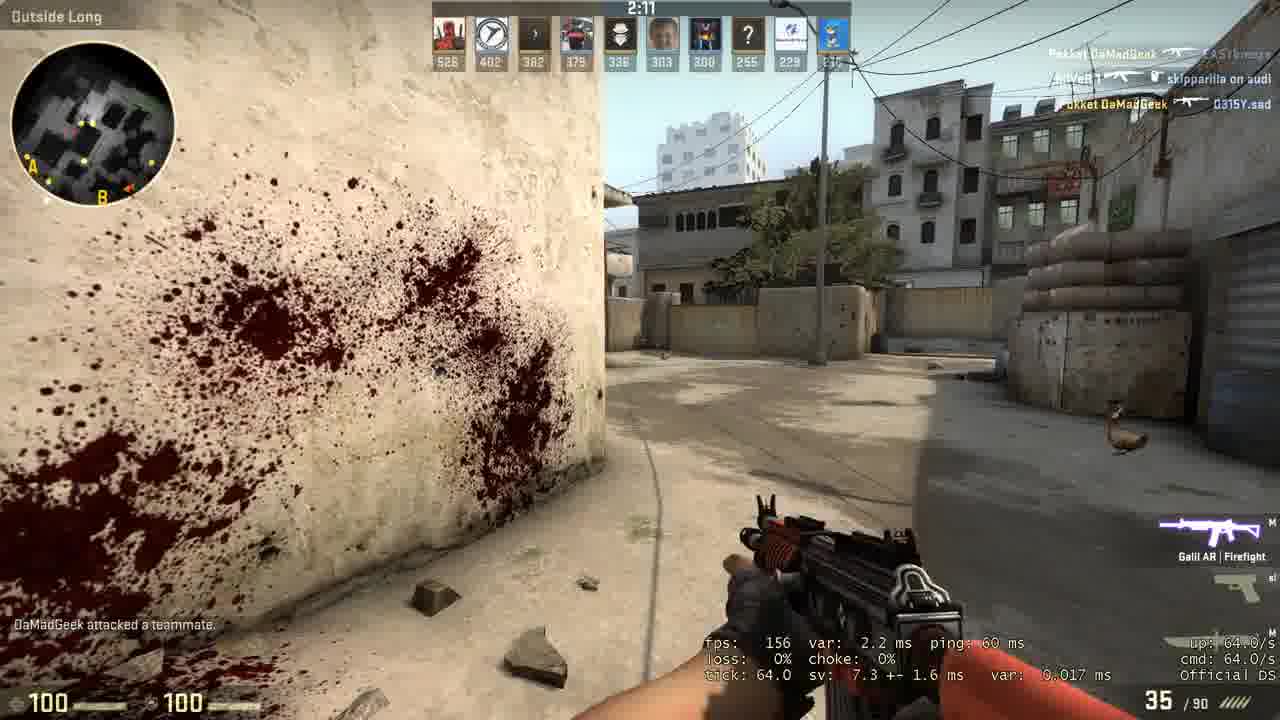 Outside Long
2:11
526 402 382 379 336 303 300 255 229
?
Pokket DaMadGeek
skipparilla on audi
Pokket DaMadGeek 0315Y.sad
A
B
M
Galil AR | Firefight
DaMadGeek attacked a teammate.
M
fps: 156 var: 2.2 ms ping: 60 ms
up: 64.0/s
loss: 0% choke: 0%
cmd: 64.0/s
tick: 64.0 sv: 7.3 +- 1.6 ms var: 0.017 ms
Official DS
100 100
35 / 90